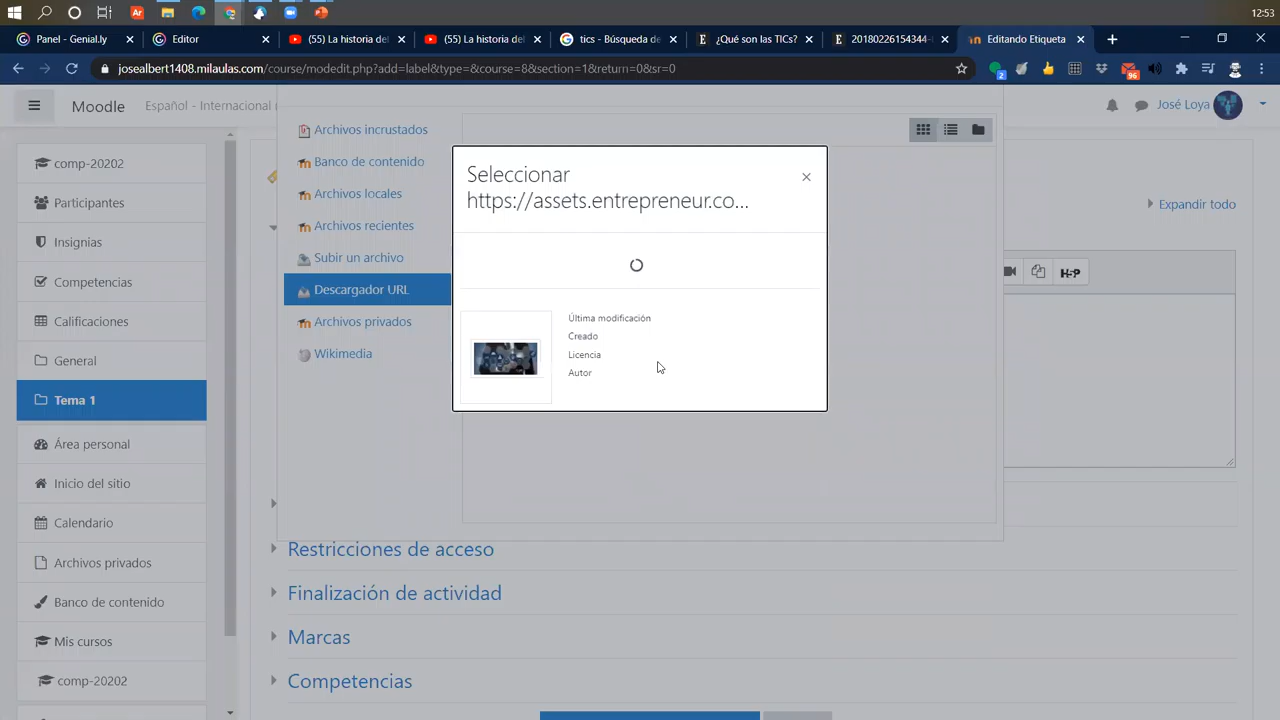 12:53
Panel - Genial.ly
Editor
(55) La historia del
(55) La historia del
tics - Búsqueda de
¿Qué son las TICs?
20180226154344-
Editando Etiqueta
josealbert1408.milaulas.com/course/modedit.php?add=label&type=&course=8&section=1&return=0&sr=0
2
96
Moodle
Español - Internacional
José Loya
comp-20202
Participantes
Insignias
Competencias
Calificaciones
General
Tema 1
Área personal
Inicio del sitio
Calendario
Archivos privados
Banco de contenido
Mis cursos
comp-20202
Archivos incrustados
Banco de contenido
Archivos locales
Archivos recientes
Subir un archivo
Descargador URL
Archivos privados
Wikimedia
Seleccionar
https://assets.entrepreneur.co...
Última modificación
Creado
Licencia
Autor
Expandir todo
H-P
Restricciones de acceso
Finalización de actividad
Marcas
Competencias